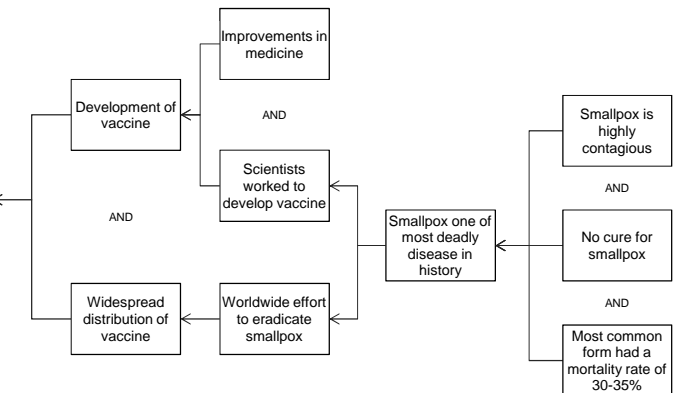 Improvements in
medicine
Development of
vaccine
AND
Scientists
worked to
develop vaccine
AND
Widespread
distribution of
vaccine
Worldwide effort
to eradicate
smallpox
Smallpox one of
most deadly
disease in
history
Smallpox is
highly
contagious
AND
No cure for
smallpox
AND
Most common
form had a
mortality rate of
30-35%